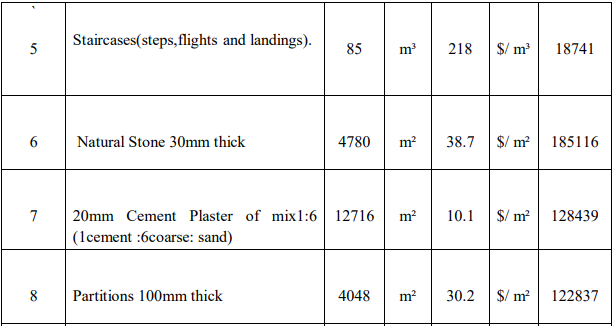 `
5 Staircases(steps,flights and landings). 85 m³ 218 $/ m³ 18741
6 Natural Stone 30mm thick 4780 m² 38.7 $/ m² 185116
7 20mm Cement Plaster of mix1:6 12716 m² 10.1 $/ m² 128439
(1cement :6coarse: sand)
8 Partitions 100mm thick 4048 m² 30.2 $/ m² 122837